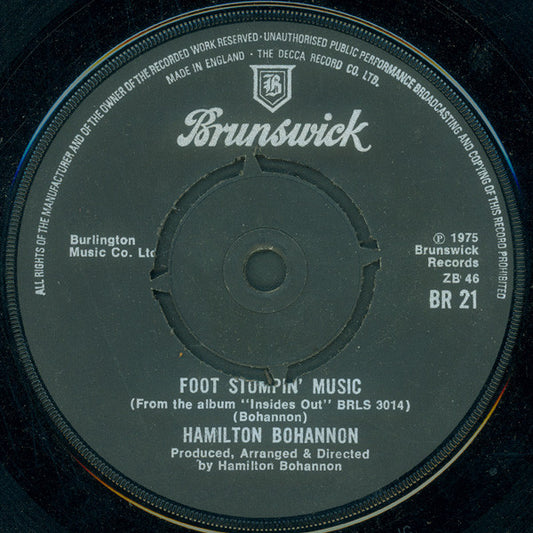 ALL RIGHTS OF THE MANUFACTURER AND OF THE OWNER OF THE RECORDED WORK RESERVED · UNAUTHORISED PUBLIC PERFORMANCE BROADCASTING AND COPYING OF THIS RECORD PROHIBITED
MADE IN ENGLAND · THE DECCA RECORD CO. LTD.
B
Brunswick
Burlington
Music Co. Ltd
℗ 1975
Brunswick
Records
ZB 46
BR 21
FOOT STOMPIN' MUSIC
(From the album "Insides Out" BRLS 3014)
(Bohannon)
HAMILTON BOHANNON
Produced, Arranged & Directed
by Hamilton Bohannon